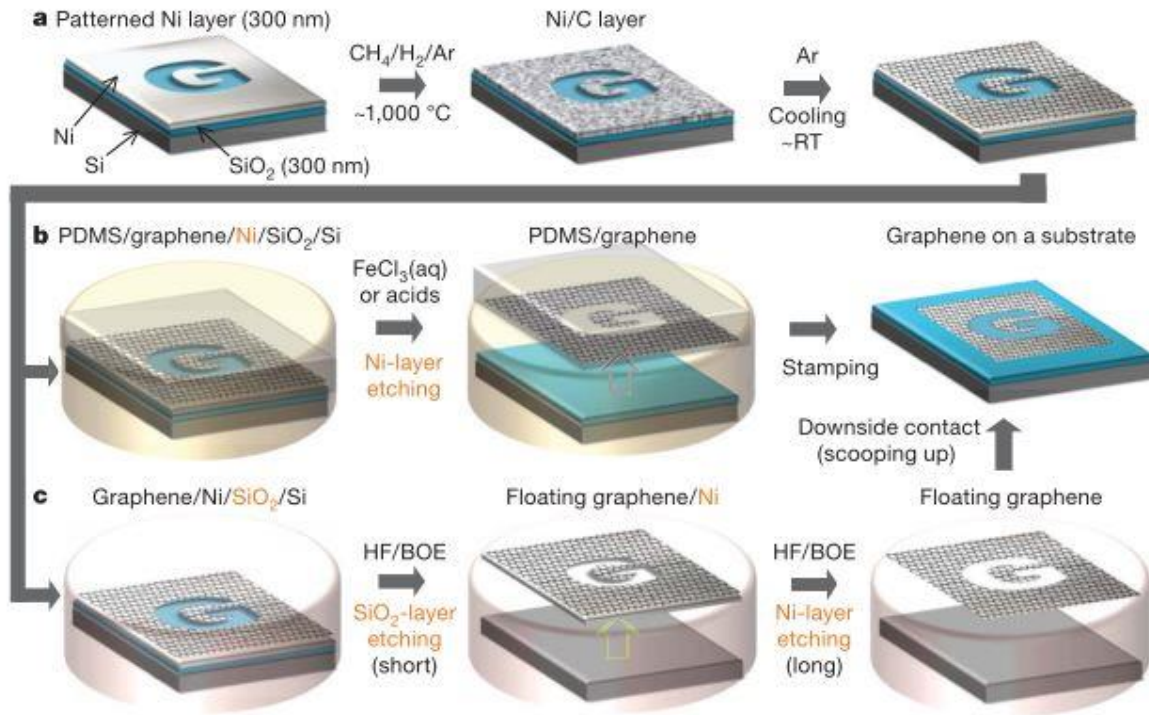 a Patterned Ni layer (300 nm)
CH₄/H₂/Ar
~1,000 °C
Ni/C layer
Ar
Cooling
~RT
Ni
Si
SiO₂ (300 nm)
b PDMS/graphene/Ni/SiO₂/Si
FeCl₃(aq)
or acids
Ni-layer
etching
PDMS/graphene
Stamping
Graphene on a substrate
Downside contact
(scooping up)
c Graphene/Ni/SiO₂/Si
HF/BOE
SiO₂-layer
etching
(short)
Floating graphene/Ni
HF/BOE
Ni-layer
etching
(long)
Floating graphene